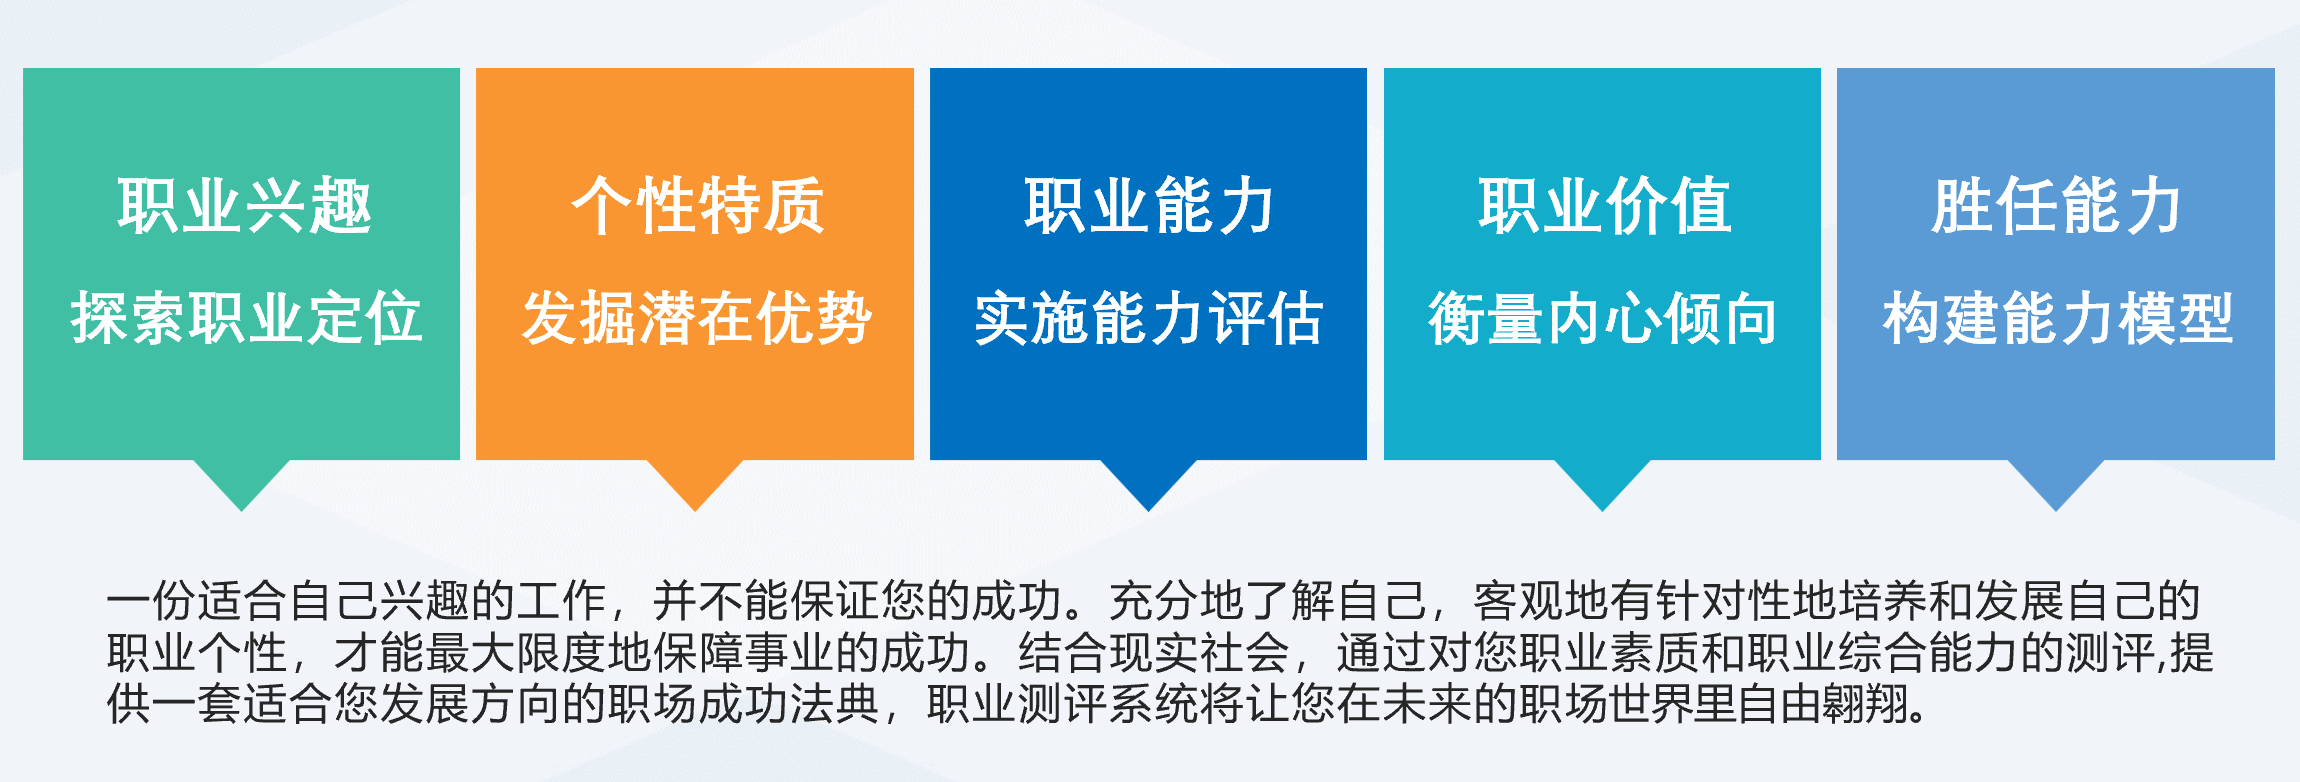 职业兴趣
探索职业定位
个性特质
发掘潜在优势
职业能力
实施能力评估
职业价值
衡量内心倾向
胜任能力
构建能力模型
一份适合自己兴趣的工作，并不能保证您的成功。充分地了解自己，客观地有针对性地培养和发展自己的
职业个性，才能最大限度地保障事业的成功。结合现实社会，通过对您职业素质和职业综合能力的测评,提
供一套适合您发展方向的职场成功法典，职业测评系统将让您在未来的职场世界里自由翱翔。